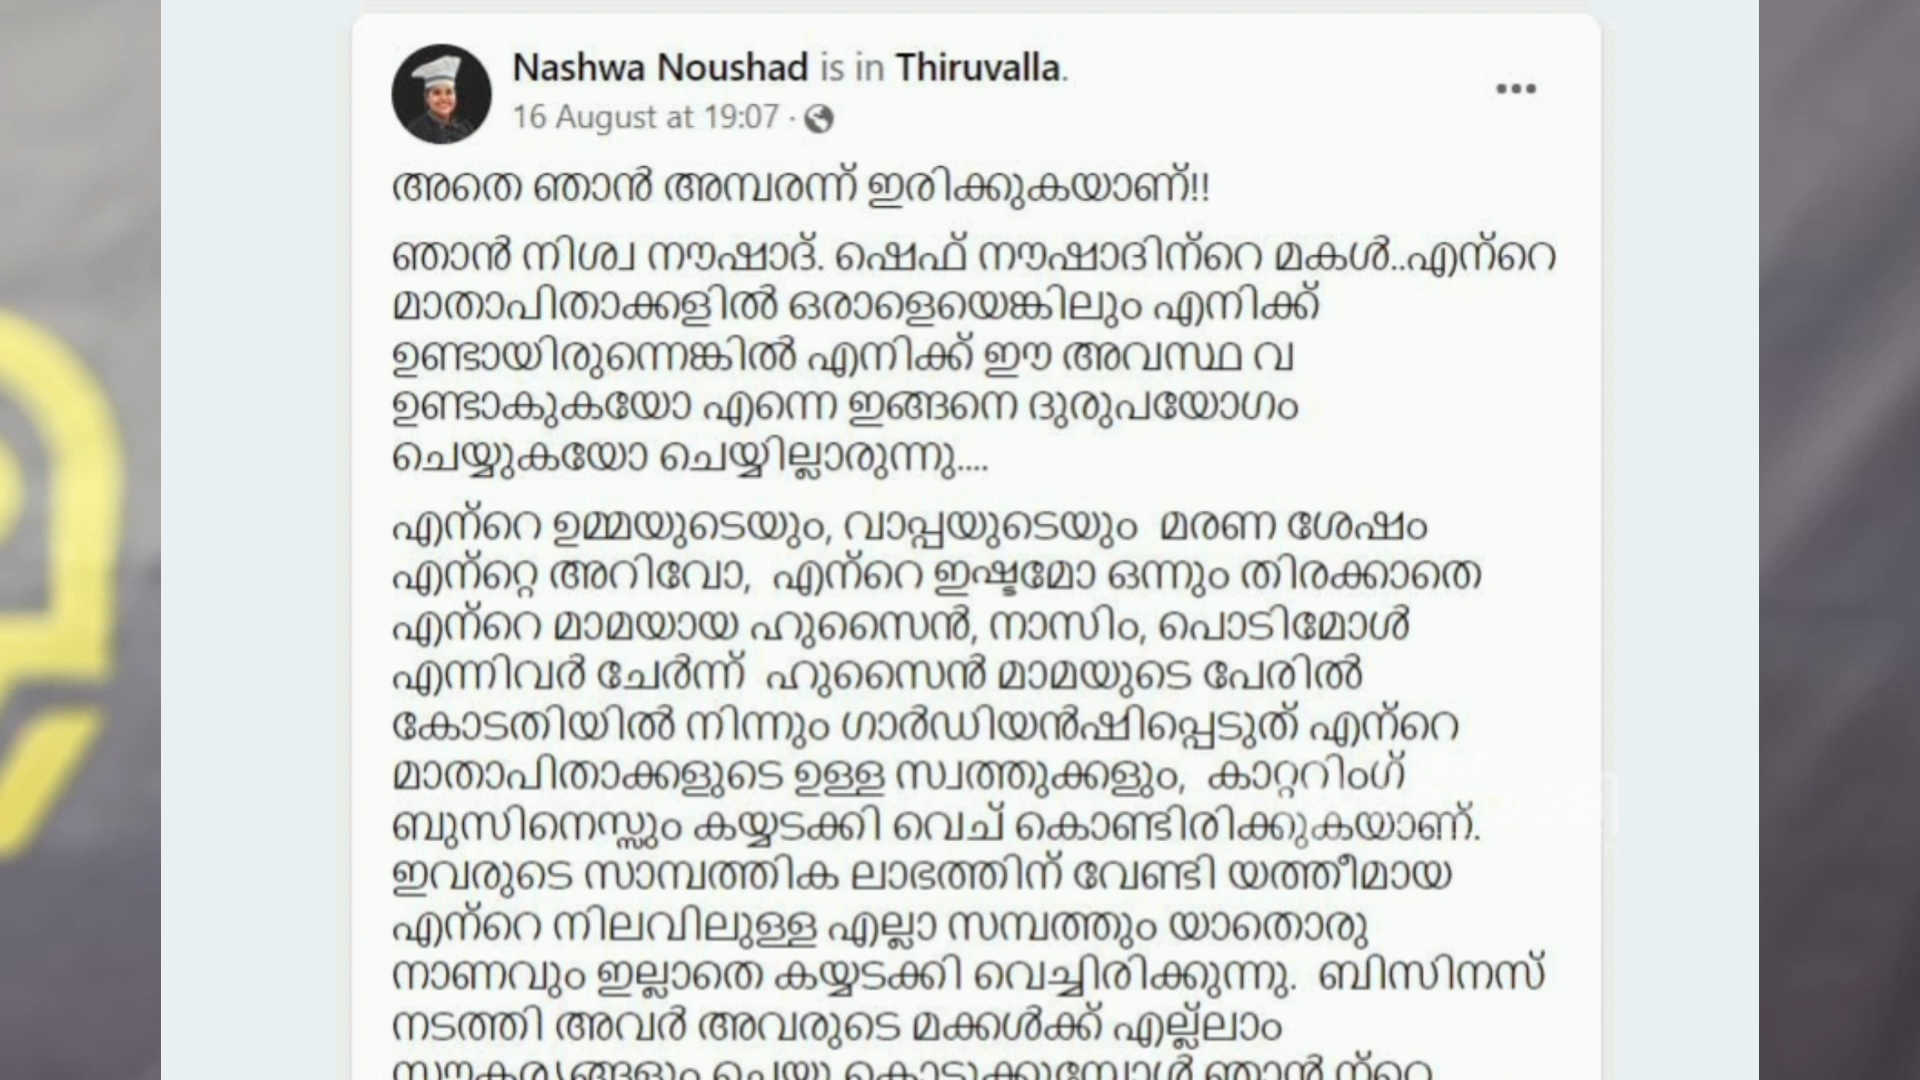 Nashwa Noushad is in Thiruvalla.
16 August at 19:07 ·
അതെ ഞാൻ അമ്പരന്ന് ഇരിക്കുകയാണ്!!
ഞാൻ നിശ്വ നൗഷാദ്. ഷെഫ് നൗഷാദിന്റെ മകൾ..എന്റെ
മാതാപിതാക്കളിൽ ഒരാളെയെങ്കിലും എനിക്ക്
ഉണ്ടായിരുന്നെങ്കിൽ എനിക്ക് ഈ അവസ്ഥ വ
ഉണ്ടാകുകയോ എന്നെ ഇങ്ങനെ ദുരുപയോഗം
ചെയ്യുകയോ ചെയ്യില്ലാരുന്നു....
എന്റെ ഉമ്മയുടെയും, വാപ്പയുടെയും മരണ ശേഷം
എന്റ്റെ അറിവോ, എന്റെ ഇഷ്ടമോ ഒന്നും തിരക്കാതെ
എന്റെ മാമയായ ഹുസൈൻ, നാസിം, പൊടിമോൾ
എന്നിവർ ചേർന്ന് ഹുസൈൻ മാമയുടെ പേരിൽ
കോടതിയിൽ നിന്നും ഗാർഡിയൻഷിപ്പെടുത് എന്റെ
മാതാപിതാക്കളുടെ ഉള്ള സ്വത്തുക്കളും, കാറ്ററിംഗ്
ബുസിനെസ്സും കയ്യടക്കി വെച് കൊണ്ടിരിക്കുകയാണ്.
ഇവരുടെ സാമ്പത്തിക ലാഭത്തിന് വേണ്ടി യത്തീമായ
എന്റെ നിലവിലുള്ള എല്ലാ സമ്പത്തും യാതൊരു
നാണവും ഇല്ലാതെ കയ്യടക്കി വെച്ചിരിക്കുന്നു. ബിസിനസ്
നടത്തി അവർ അവരുടെ മക്കൾക്ക് എല്ല്ലാം